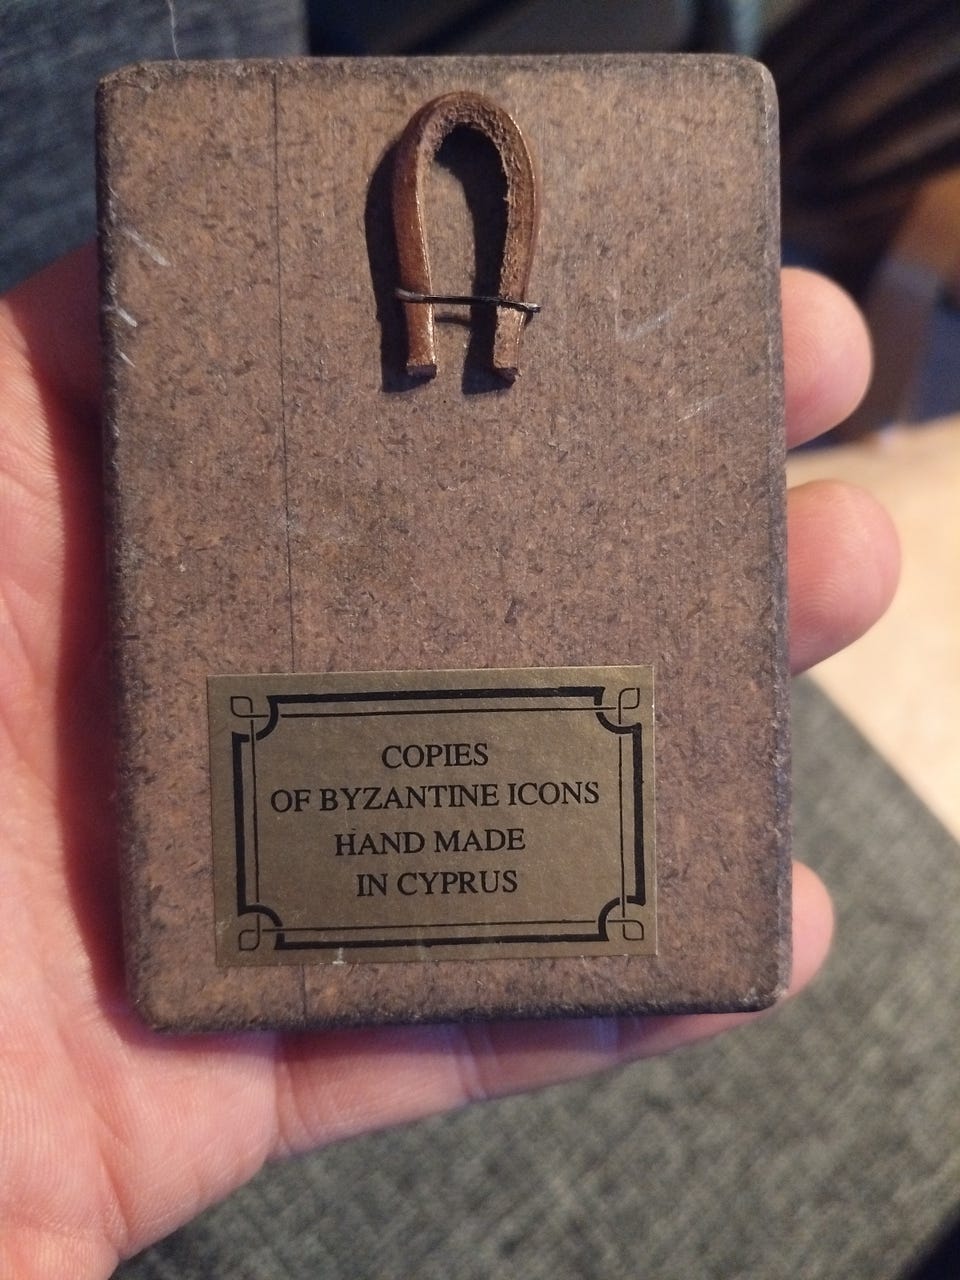 COPIES
OF BYZANTINE ICONS
HAND MADE
IN CYPRUS